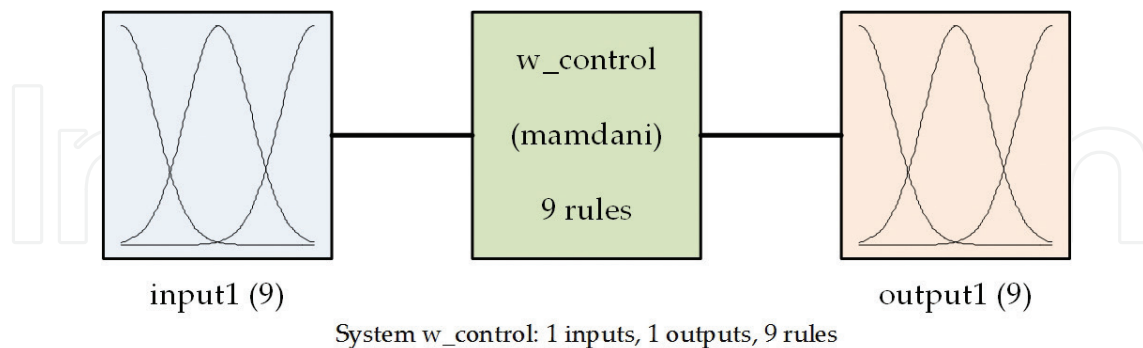 w_control
(mamdani)
9 rules
input1 (9)
output1 (9)
System w_control: 1 inputs, 1 outputs, 9 rules